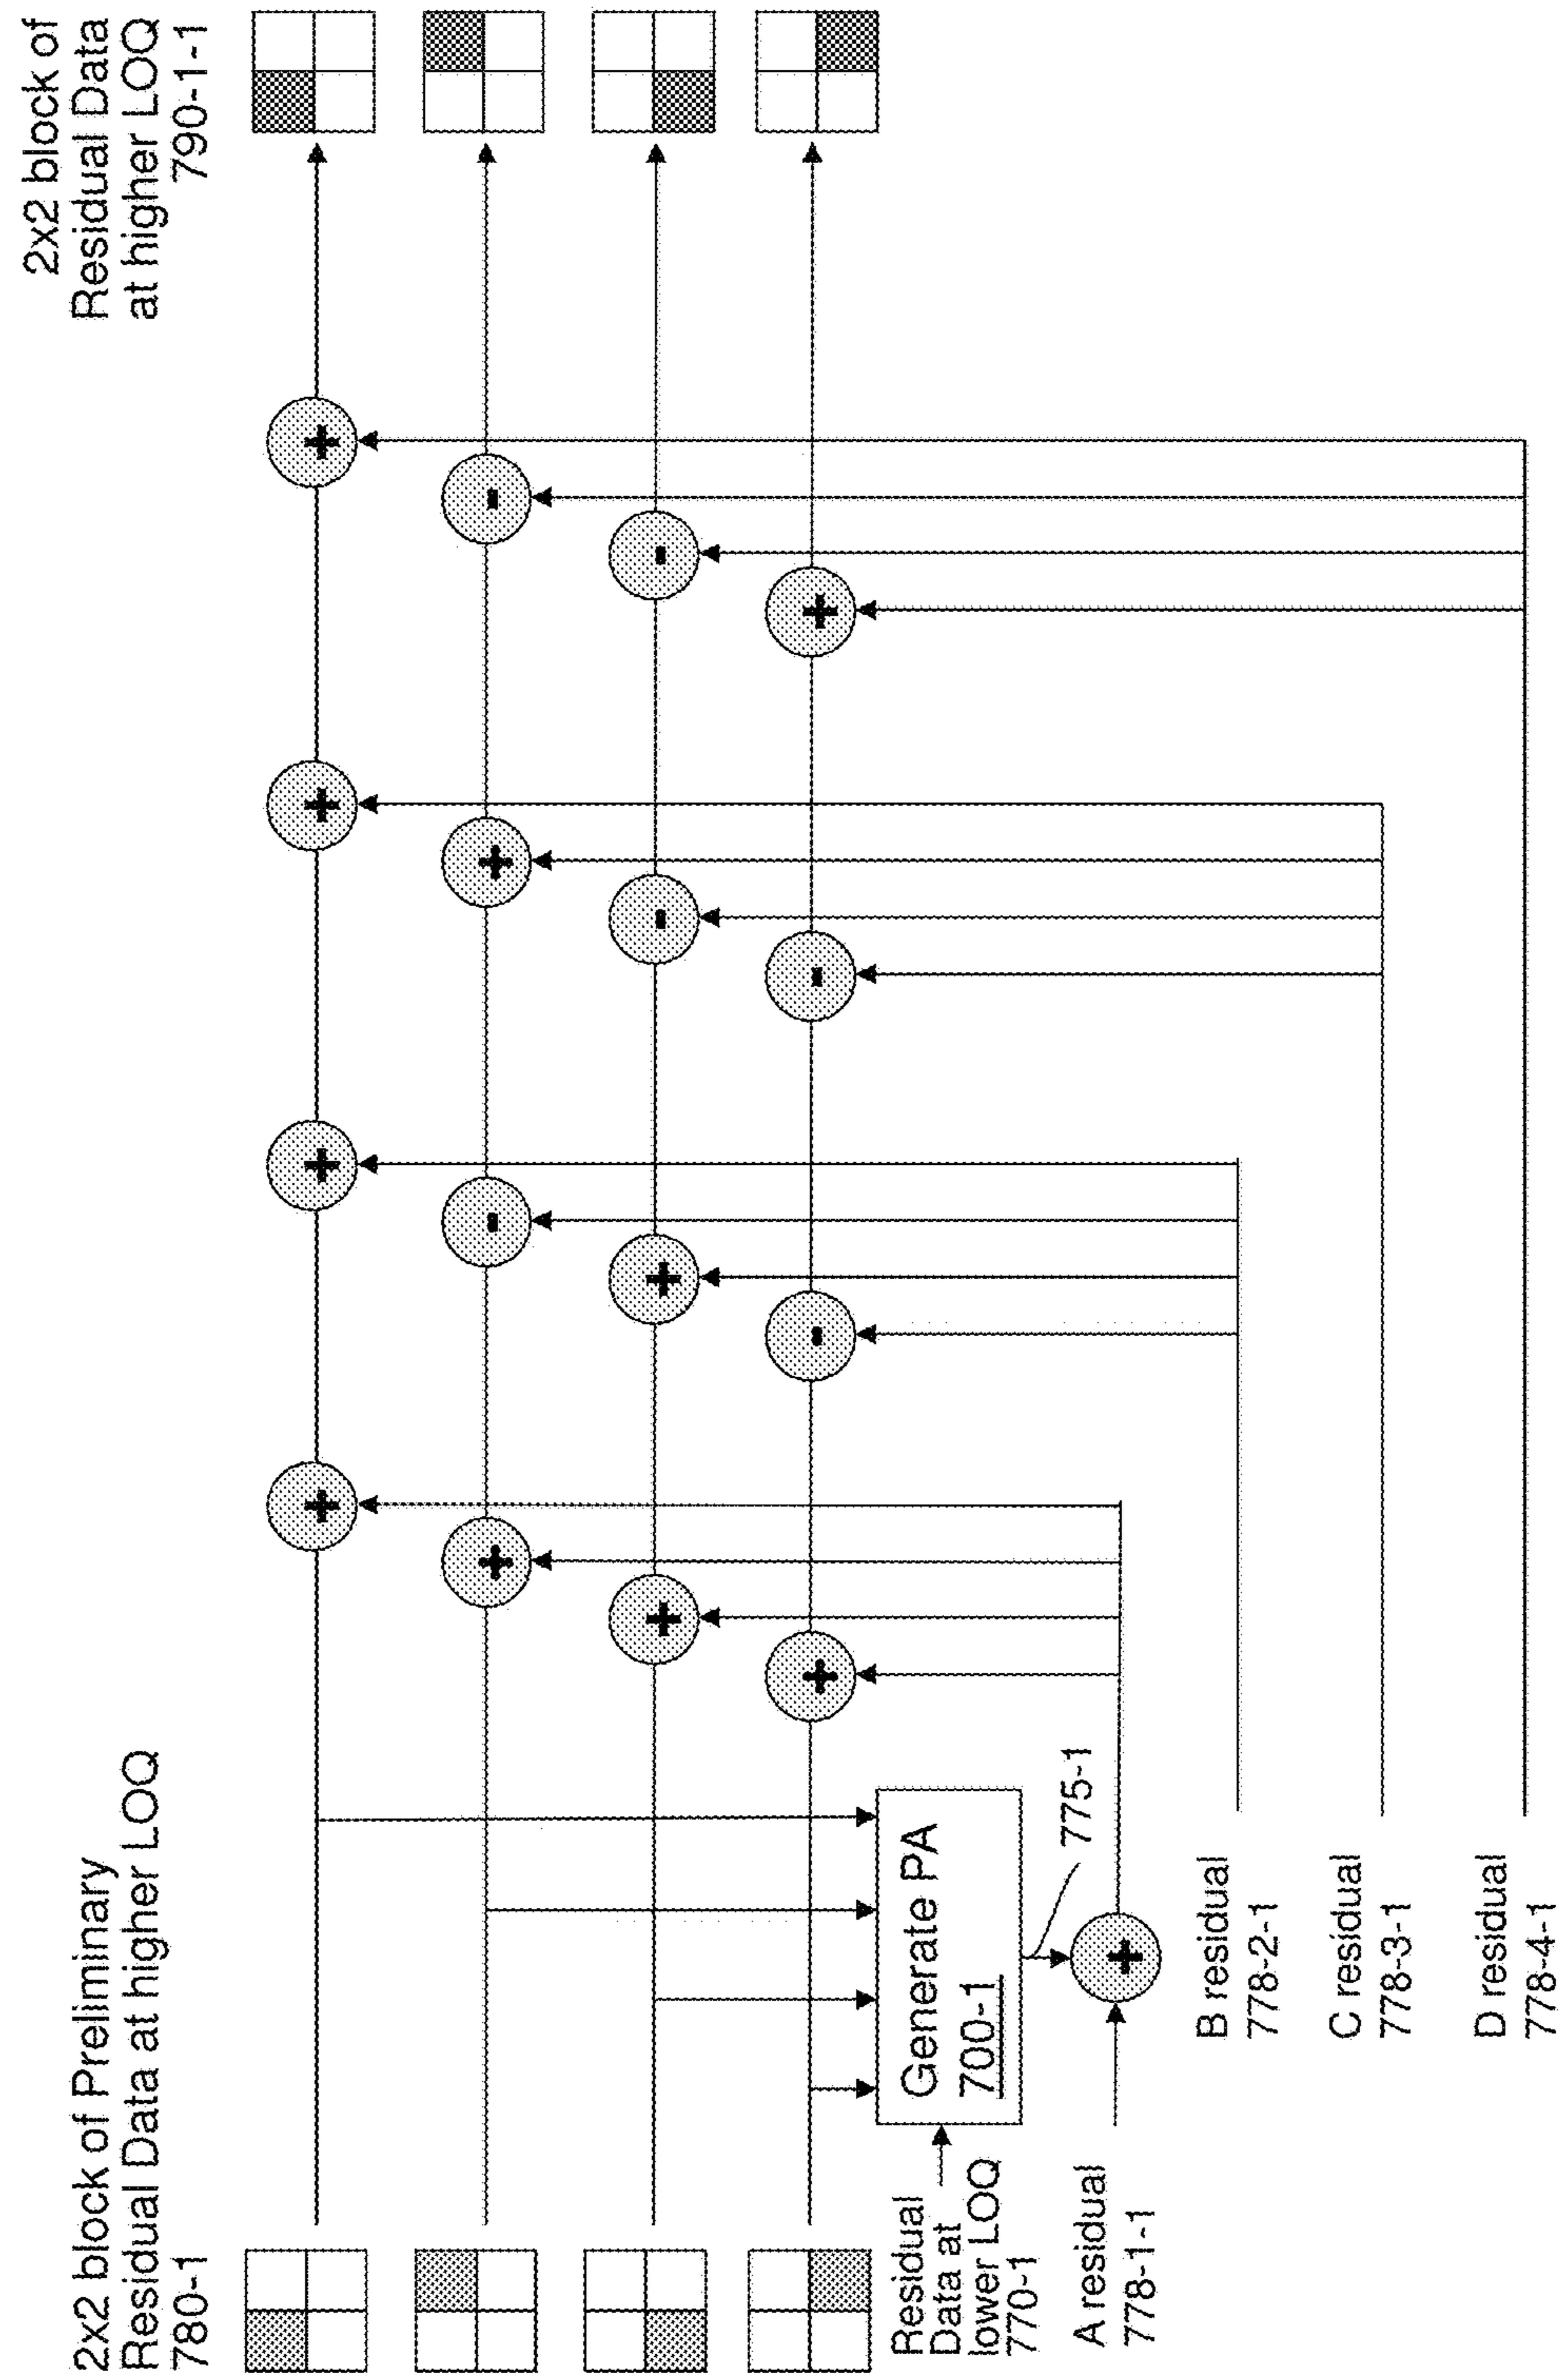 2x2 block of
Residual Data
at higher LOQ
790-1-1
+
-
-
+
+
+
-
-
+
-
+
-
+
+
+
+
2x2 block of Preliminary
Residual Data at higher LOQ
780-1
Generate PA
700-1
775-1
+
Residual
Data at
lower LOQ
770-1
A residual
778-1-1
B residual
778-2-1
C residual
778-3-1
D residual
778-4-1